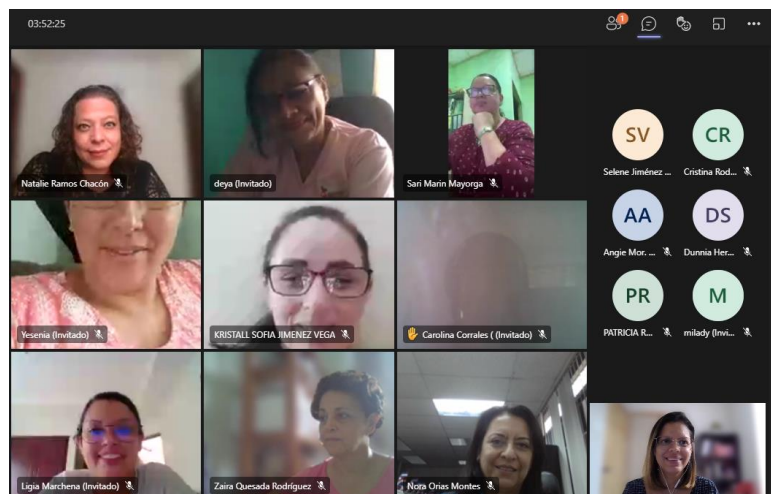 03:52:25
1
Natalie Ramos Chacón
deya (Invitado)
Sari Marin Mayorga
SV
CR
Selene Jiménez ...
Cristina Rod...
AA
DS
Angie Mor. ...
Dunnia Her...
Yesenia (Invitado)
KRISTALL SOFIA JIMENEZ VEGA
Carolina Corrales ( (Invitado)
PR
M
PATRICIA R...
milady (Invi...
Ligia Marchena (Invitado)
Zaira Quesada Rodríguez
Nora Orias Montes